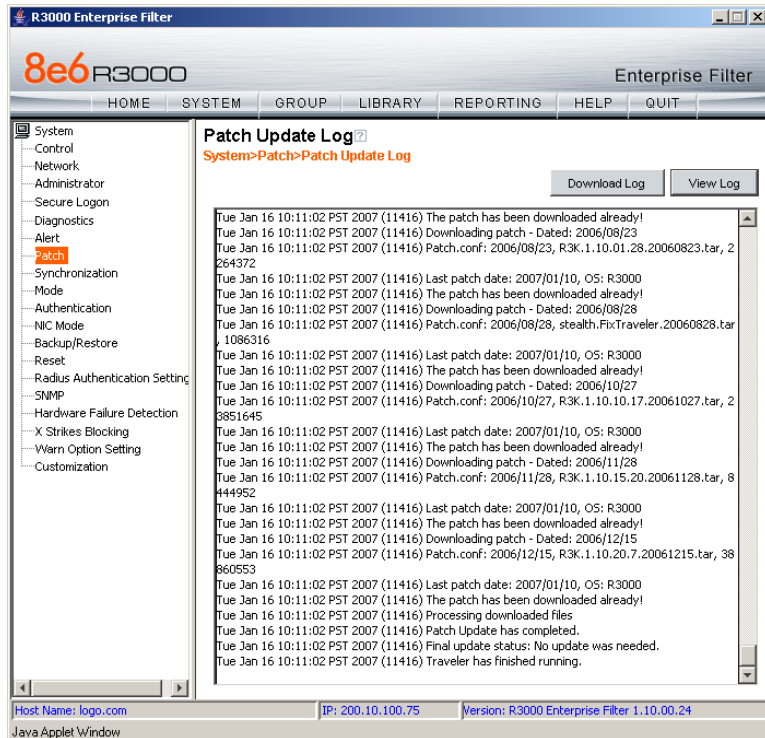 R3000 Enterprise Filter
8e6 R3000
Enterprise Filter
HOME SYSTEM GROUP LIBRARY REPORTING HELP QUIT
System
Control
Network
Administrator
Secure Logon
Diagnostics
Alert
Patch
Synchronization
Mode
Authentication
NIC Mode
Backup/Restore
Reset
Radius Authentication Setting
SNMP
Hardware Failure Detection
X Strikes Blocking
Warn Option Setting
Customization
Patch Update Log?
System>Patch>Patch Update Log
Download Log View Log
Tue Jan 16 10:11:02 PST 2007 (11416) The patch has been downloaded already!
Tue Jan 16 10:11:02 PST 2007 (11416) Downloading patch - Dated: 2006/08/23
Tue Jan 16 10:11:02 PST 2007 (11416) Patch.conf: 2006/08/23, R3K.1.10.01.28.20060823.tar, 2
264372
Tue Jan 16 10:11:02 PST 2007 (11416) Last patch date: 2007/01/10, OS: R3000
Tue Jan 16 10:11:02 PST 2007 (11416) The patch has been downloaded already!
Tue Jan 16 10:11:02 PST 2007 (11416) Downloading patch - Dated: 2006/08/28
Tue Jan 16 10:11:02 PST 2007 (11416) Patch.conf: 2006/08/28, stealth.FixTraveler.20060828.tar
, 1086316
Tue Jan 16 10:11:02 PST 2007 (11416) Last patch date: 2007/01/10, OS: R3000
Tue Jan 16 10:11:02 PST 2007 (11416) The patch has been downloaded already!
Tue Jan 16 10:11:02 PST 2007 (11416) Downloading patch - Dated: 2006/10/27
Tue Jan 16 10:11:02 PST 2007 (11416) Patch.conf: 2006/10/27, R3K.1.10.10.17.20061027.tar, 2
3851645
Tue Jan 16 10:11:02 PST 2007 (11416) Last patch date: 2007/01/10, OS: R3000
Tue Jan 16 10:11:02 PST 2007 (11416) The patch has been downloaded already!
Tue Jan 16 10:11:02 PST 2007 (11416) Downloading patch - Dated: 2006/11/28
Tue Jan 16 10:11:02 PST 2007 (11416) Patch.conf: 2006/11/28, R3K.1.10.15.20.20061128.tar, 8
444952
Tue Jan 16 10:11:02 PST 2007 (11416) Last patch date: 2007/01/10, OS: R3000
Tue Jan 16 10:11:02 PST 2007 (11416) The patch has been downloaded already!
Tue Jan 16 10:11:02 PST 2007 (11416) Downloading patch - Dated: 2006/12/15
Tue Jan 16 10:11:02 PST 2007 (11416) Patch.conf: 2006/12/15, R3K.1.10.20.7.20061215.tar, 38
860553
Tue Jan 16 10:11:02 PST 2007 (11416) Last patch date: 2007/01/10, OS: R3000
Tue Jan 16 10:11:02 PST 2007 (11416) The patch has been downloaded already!
Tue Jan 16 10:11:02 PST 2007 (11416) Processing downloaded files
Tue Jan 16 10:11:02 PST 2007 (11416) Patch Update has completed.
Tue Jan 16 10:11:02 PST 2007 (11416) Final update status: No update was needed.
Tue Jan 16 10:11:02 PST 2007 (11416) Traveler has finished running.
Host Name: logo.com IP: 200.10.100.75 Version: R3000 Enterprise Filter 1.10.00.24
Java Applet Window